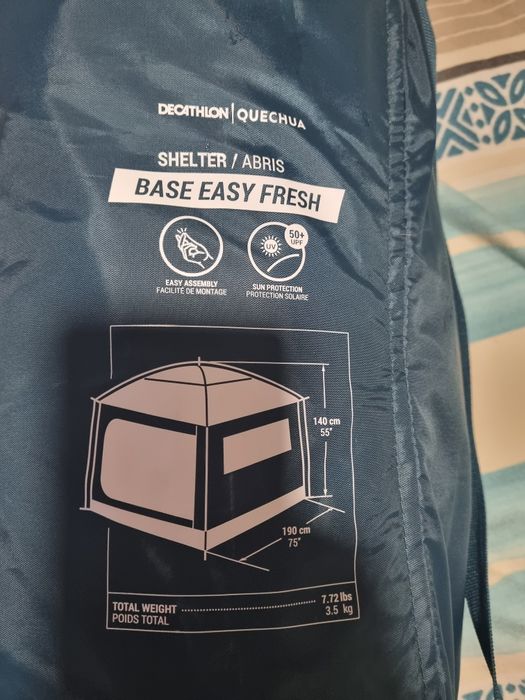 DECATHLON | QUECHUA
SHELTER / ABRIS
BASE EASY FRESH
50+
UPF
UV
EASY ASSEMBLY
FACILITÉ DE MONTAGE
SUN PROTECTION
PROTECTION SOLAIRE
140 cm
55"
190 cm
75"
TOTAL WEIGHT ........................ 7.72 lbs
POIDS TOTAL 3.5 kg